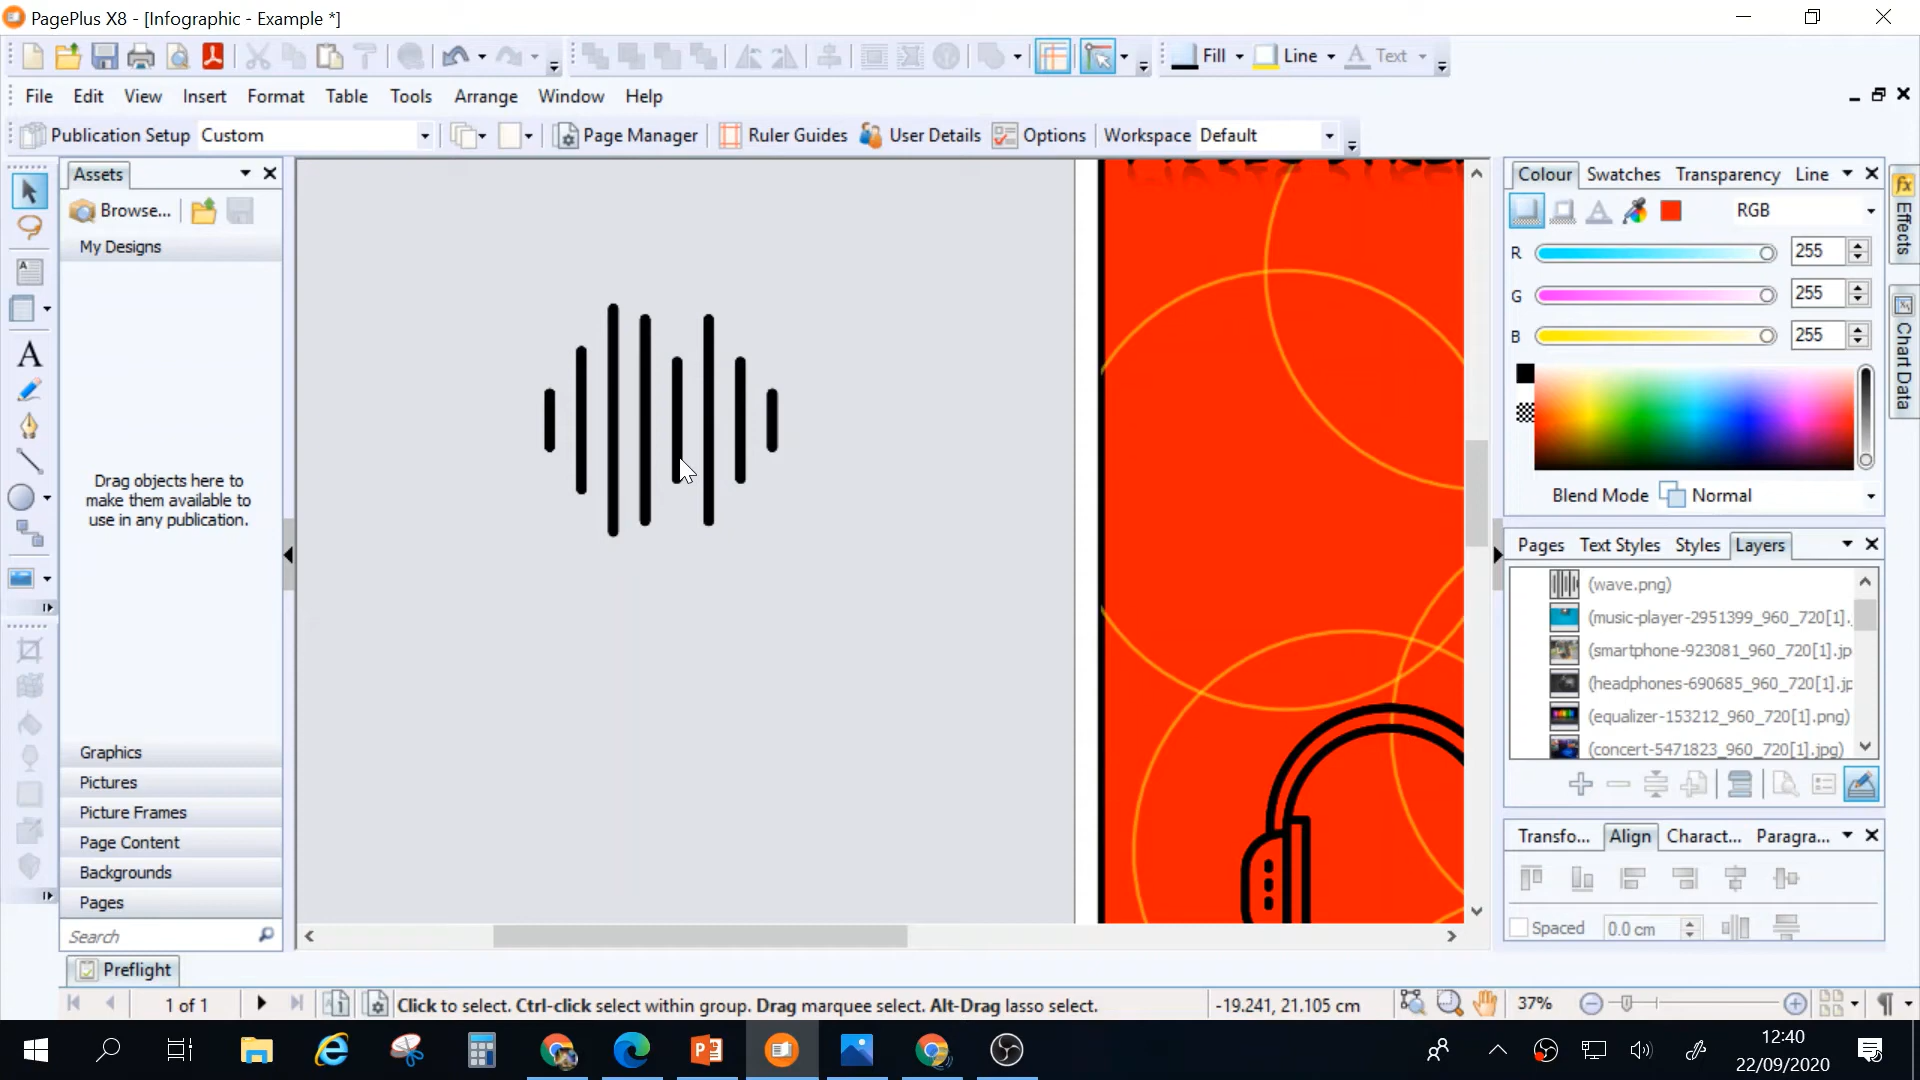 PagePlus X8 - [Infographic - Example *]
Fill
Line
A Text
File Edit View Insert Format Table Arrange Tools Window Help
Publication Setup Custom
Page Manager
Ruler Guides
User Details
Options
Workspace Default
Assets
Browse...
My Designs
Drag objects here to
make them available to
use in any publication.
Graphics
Pictures
Picture Frames
Page Content
Backgrounds
Pages
Search
Colour Swatches Transparency Line
RGB
R 255
G 255
B 255
Blend Mode Normal
fx Effects
Chart Data
Pages Text Styles Styles Layers
(wave.png)
(music-player-2951399_960_720[1].
(smartphone-923081_960_720[1].jp
(headphones-690685_960_720[1].jp
(equalizer-153212_960_720[1].png)
(concert-5471823_960_720[1].jpg)
Transfo... Align Charact... Paragra...
Spaced 0.0 cm
Preflight
1 of 1
Click to select. Ctrl-click select within group. Drag marquee select. Alt-Drag lasso select.
-19.241, 21.105 cm
37%
12:40
22/09/2020